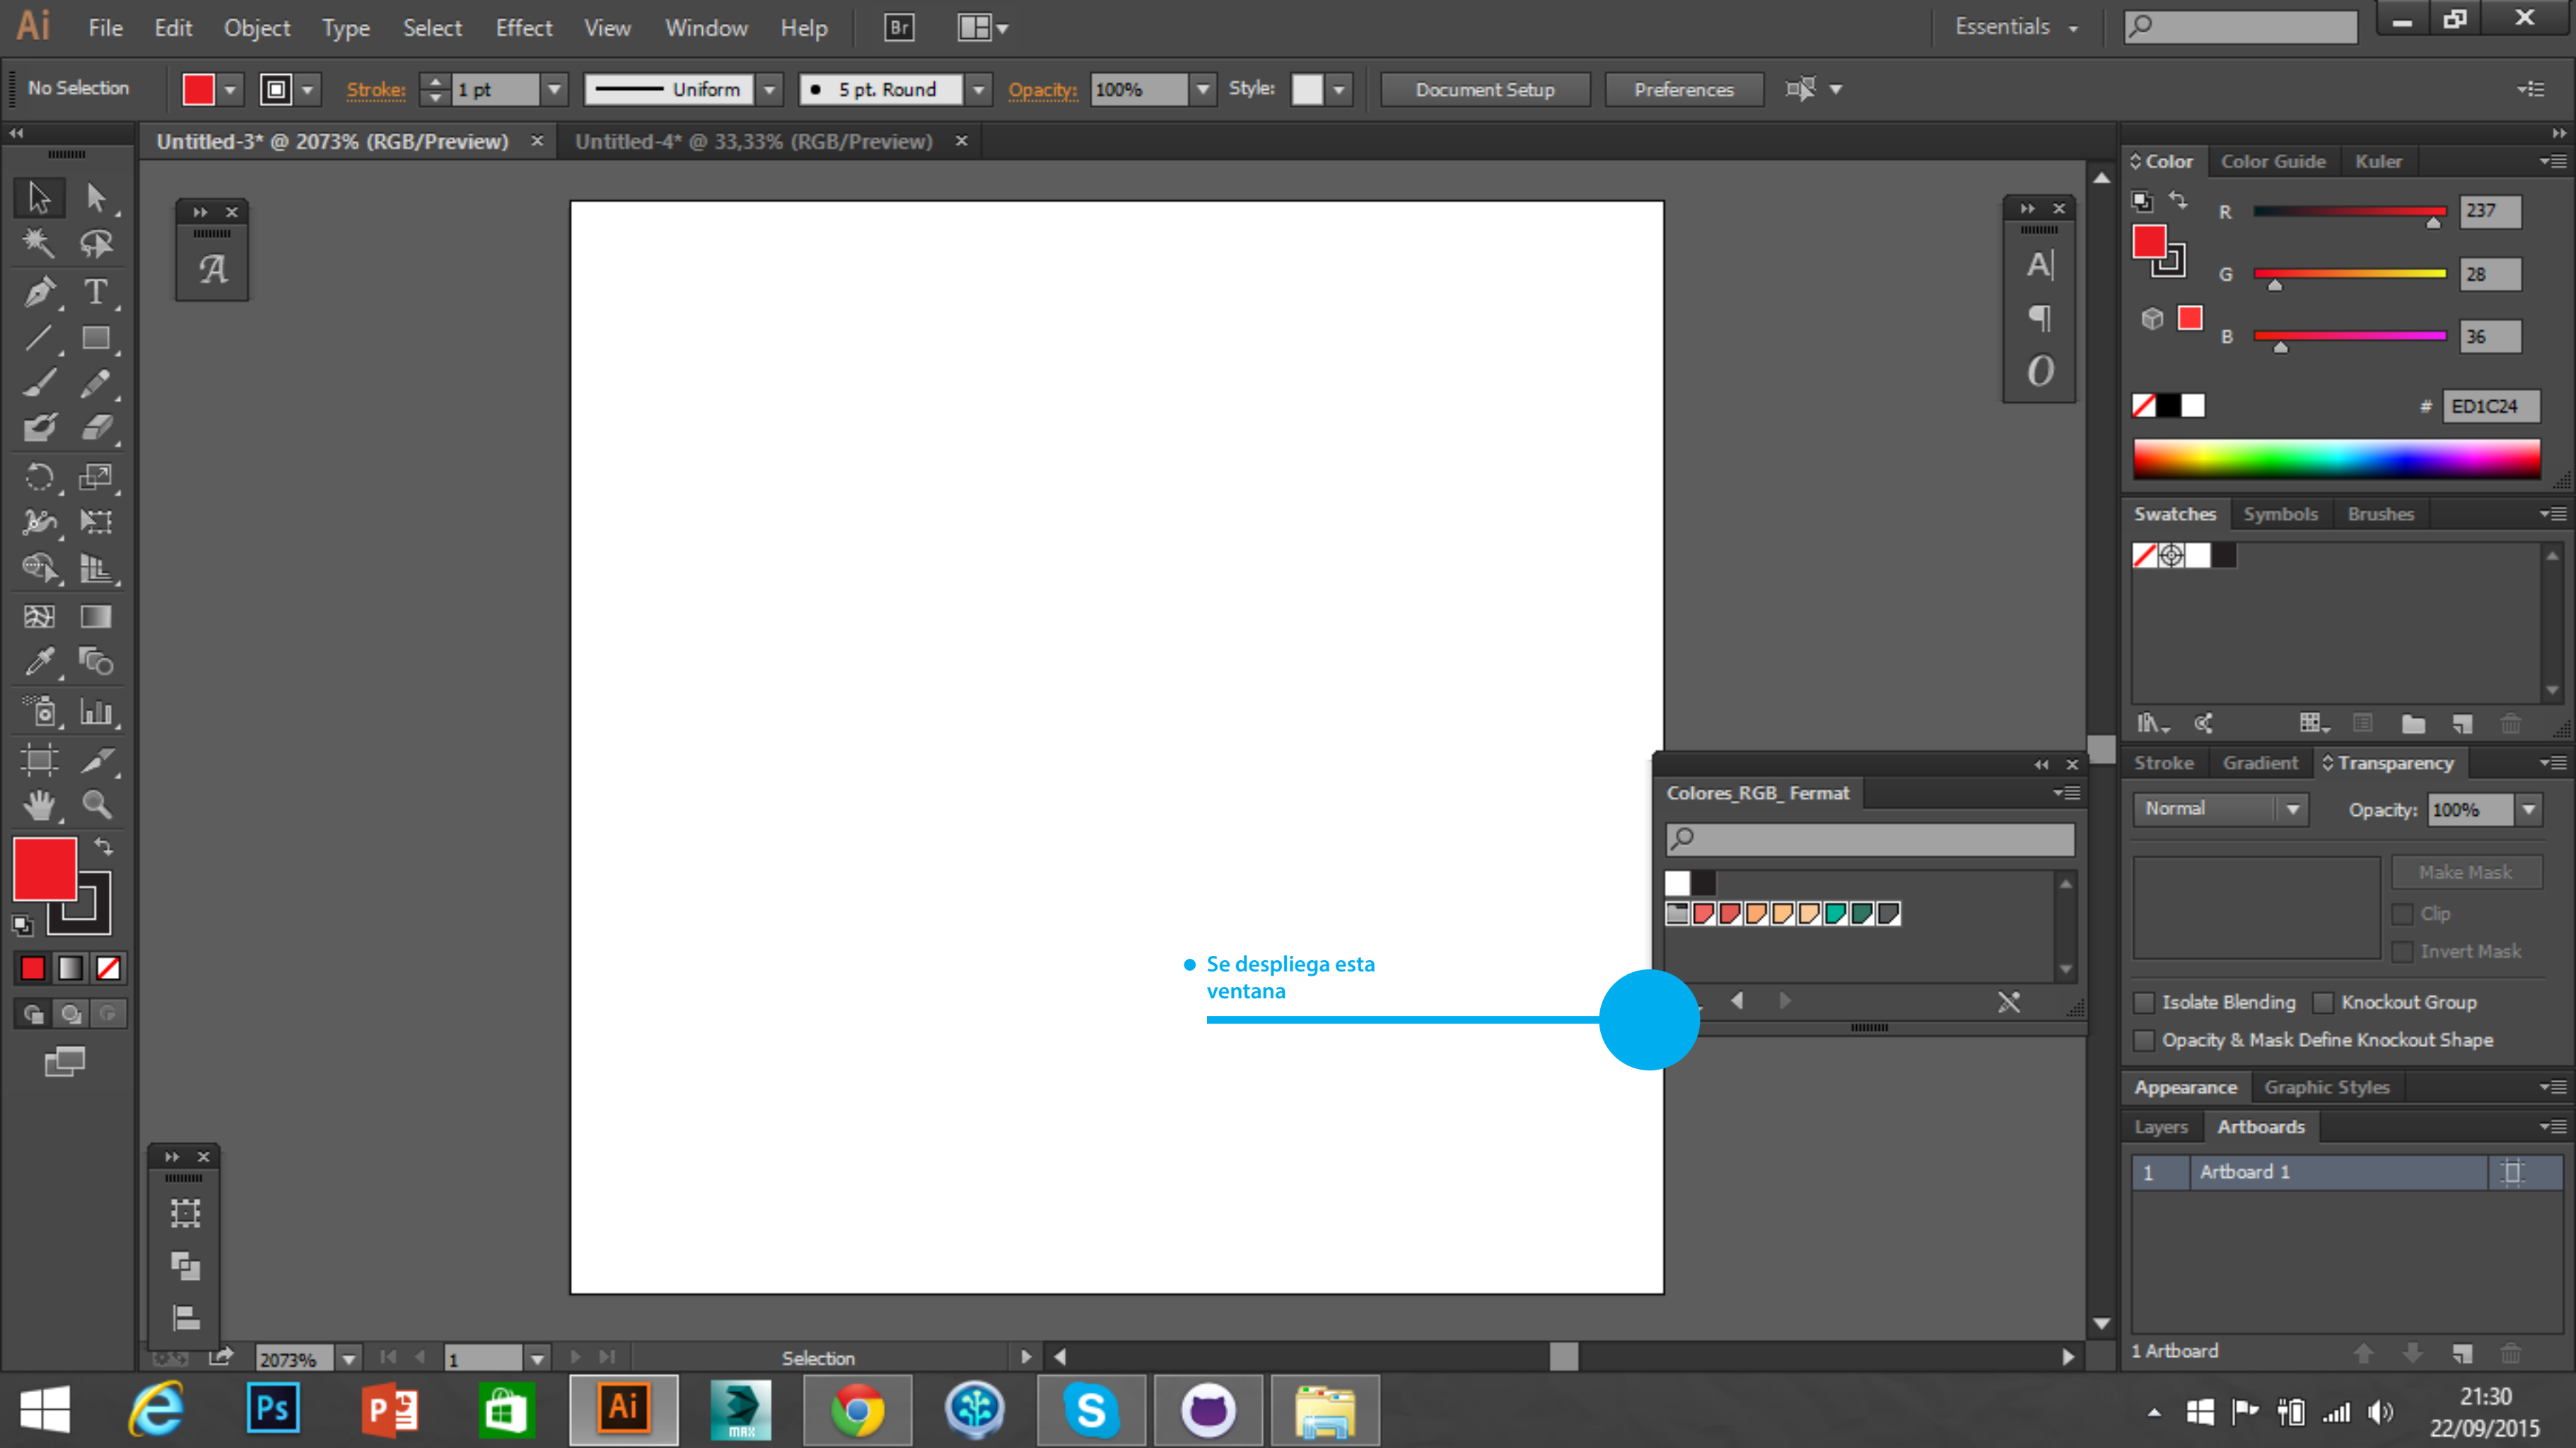 Ai File Edit Object Type Select Effect View Window Help Br Essentials
No Selection Stroke: 1 pt Uniform 5 pt. Round Opacity: 100% Style: Document Setup Preferences
Untitled-3* @ 2073% (RGB/Preview) Untitled-4* @ 33,33% (RGB/Preview)
Color Color Guide Kuler
R 237
G 28
B 36
# ED1C24
Swatches Symbols Brushes
Stroke Gradient Transparency
Normal Opacity: 100%
Make Mask
Clip
Invert Mask
Isolate Blending Knockout Group
Opacity & Mask Define Knockout Shape
Appearance Graphic Styles
Layers Artboards
1 Artboard 1
1 Artboard
Colores_RGB_ Fermat
Se despliega esta
ventana
2073% 1 Selection
Ps P Ai MAX S
21:30
22/09/2015